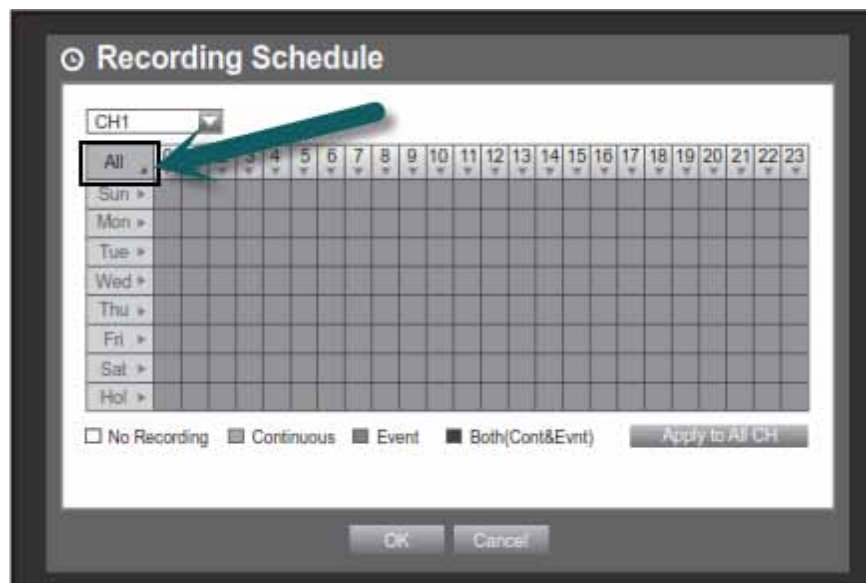 Recording Schedule
CH1
All 3 4 5 6 7 8 9 10 11 12 13 14 15 16 17 18 19 20 21 22 23
Sun
Mon
Tue
Wed
Thu
Fri
Sat
Hol
No Recording Continuous Event Both(Cont&Evnt) Apply to All CH
OK Cancel